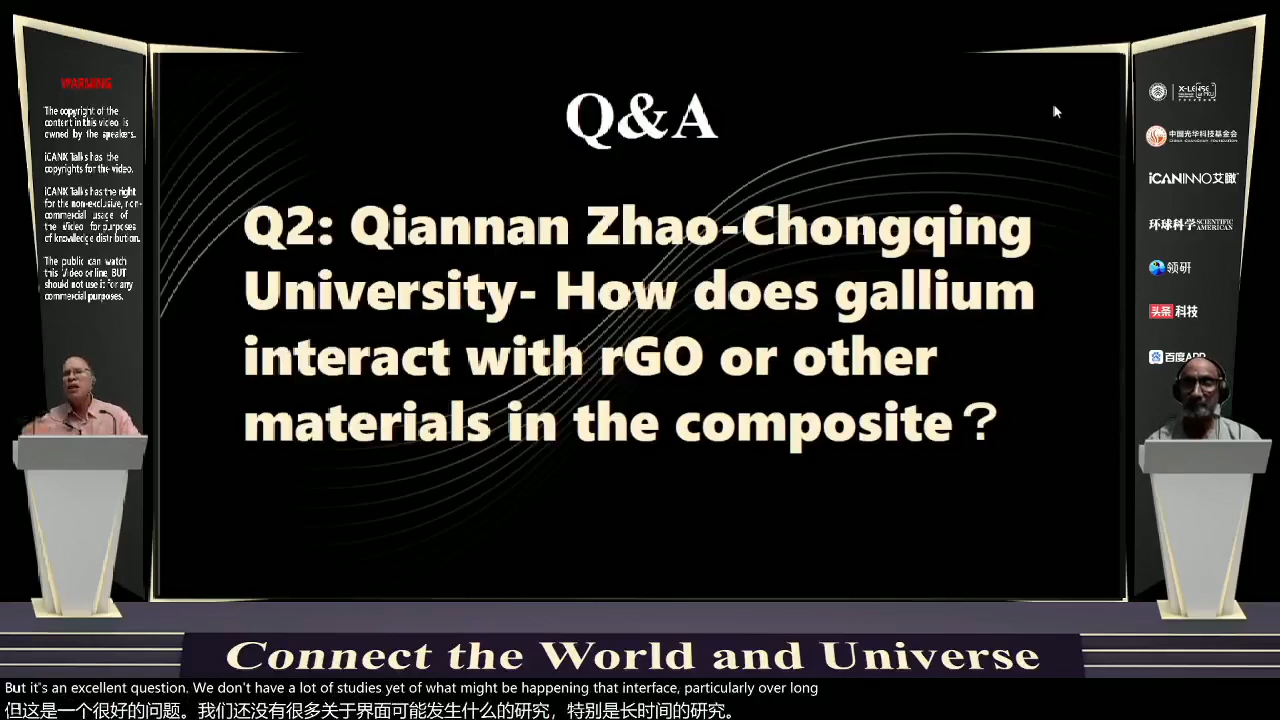 WARNING
The copyright of the
content in this video is
owned by the speakers.
iCANX Talks has the
copyrights for the video.
iCANX Talks has the right
for the non-exclusive, non-
commercial usage of
the Video for purposes
of knowledge distribution.
The public can watch
this Video online, BUT
should not use it for any
commercial purposes.
Q&A
Q2: Qiannan Zhao-Chongqing
University- How does gallium
interact with rGO or other
materials in the composite？
中国光华科技基金会
iCANINNO艾瞰
环球科学 SCIENTIFIC AMERICAN
领研
头条 科技
百度APP
Connect the World and Universe
But it's an excellent question. We don't have a lot of studies yet of what might be happening that interface, particularly over long
但这是一个很好的问题。我们还没有很多关于界面可能发生什么的研究，特别是长时间的研究。